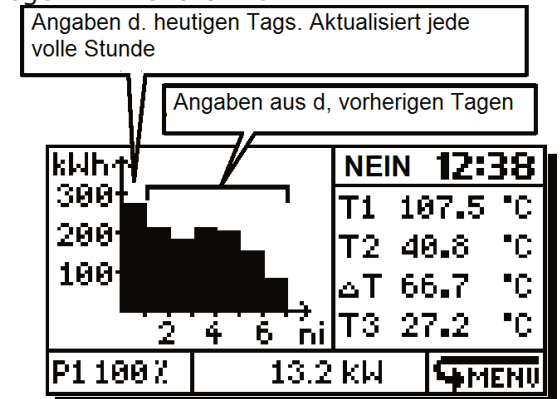 Angaben d. heutigen Tags. Aktualisiert jede
volle Stunde
Angaben aus d, vorherigen Tagen
kWh
300
200
100
2 4 6 ni
NEIN 12:38
T1 107.5 °C
T2 40.8 °C
△T 66.7 °C
T3 27.2 °C
P1 100%
13.2 kW
MENU